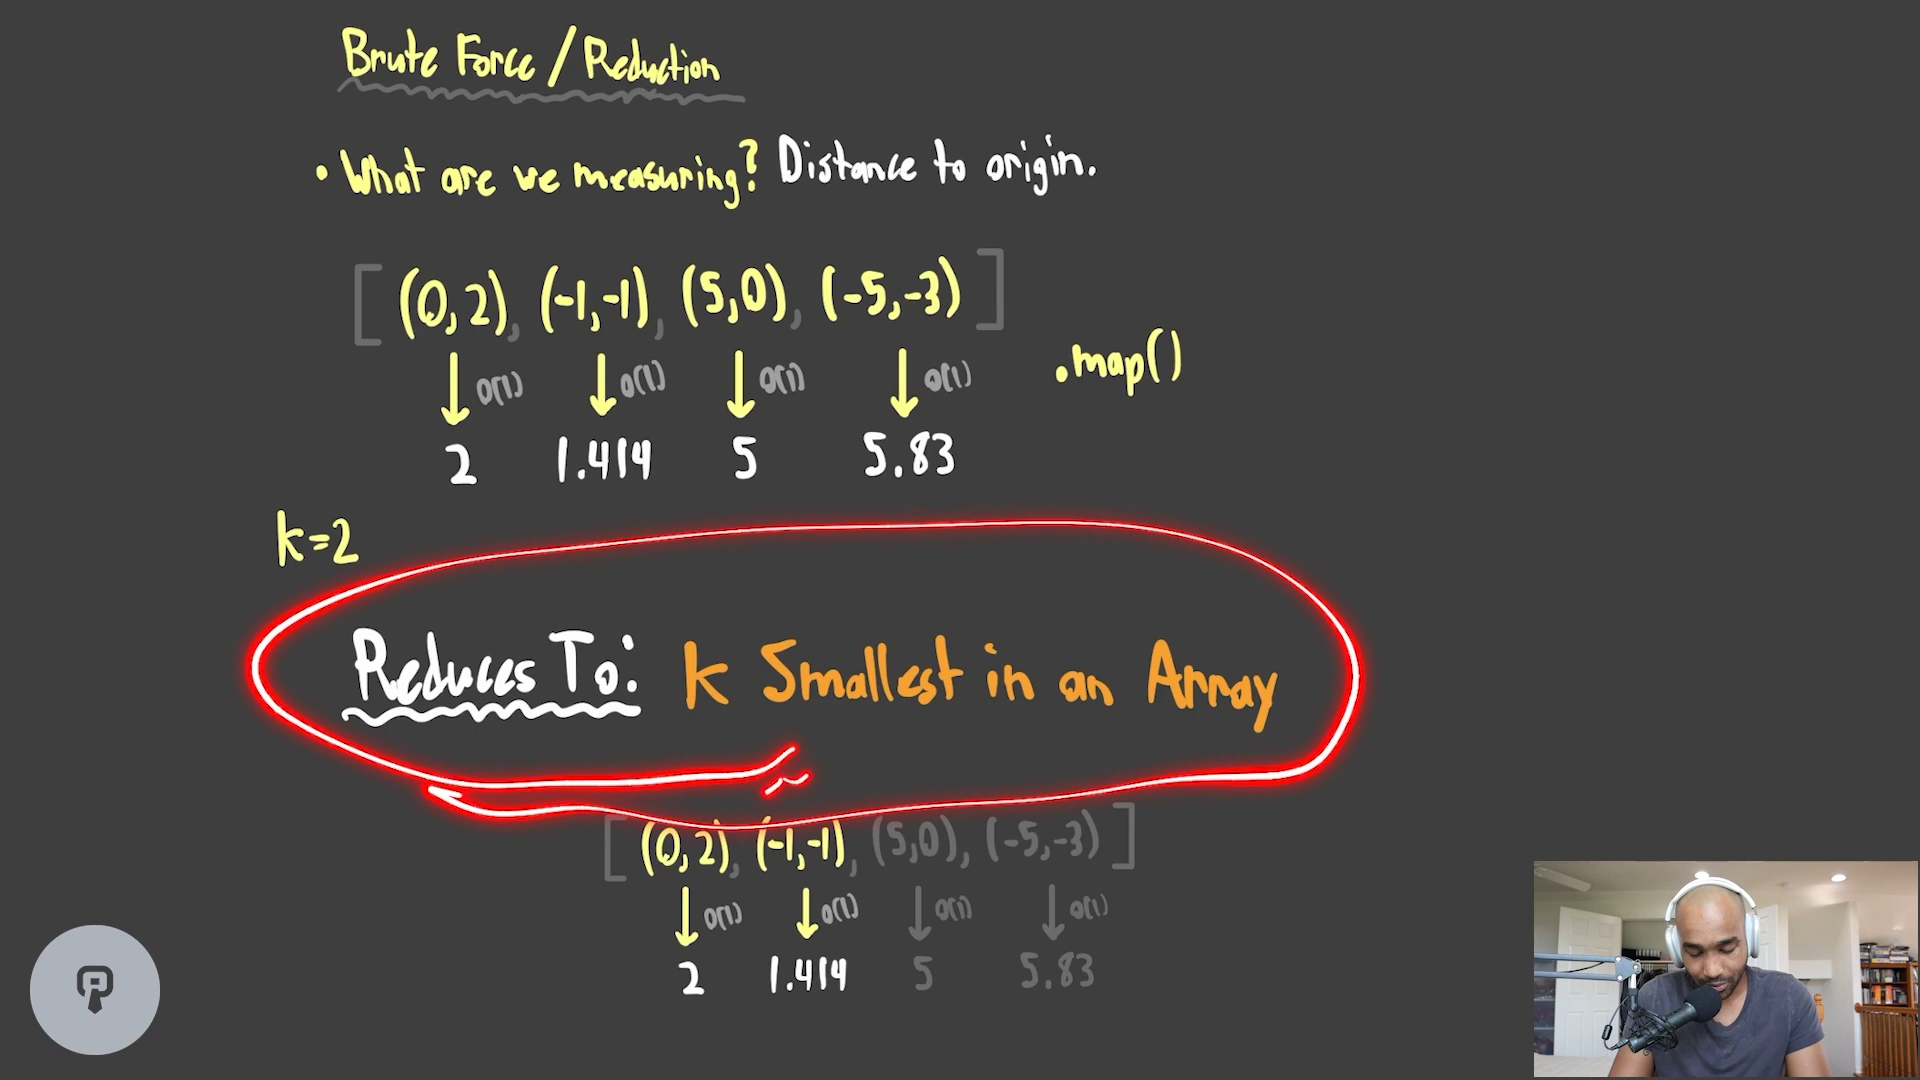 Brute Force / Reduction
• What are we measuring? Distance to origin.
[ (0,2), (-1,-1), (5,0), (-5,-3) ]
O(1) O(1) O(1) O(1) .map()
2 1.414 5 5.83
k=2
Reduces To: K Smallest in an Array
[ (0,2), (-1,-1), (5,0), (-5,-3) ]
O(1) O(1) O(1) O(1)
2 1.414 5 5.83